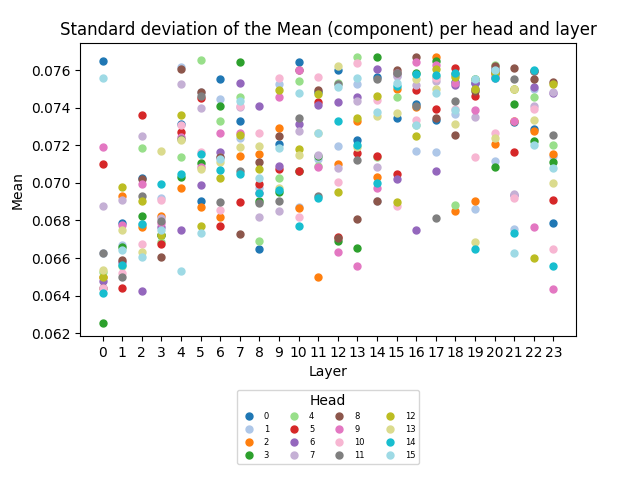 Standard deviation of the Mean (component) per head and layer
0.076
0.074
0.072
0.070
0.068
0.066
0.064
0.062
Mean
0 1 2 3 4 5 6 7 8 9 10 11 12 13 14 15 16 17 18 19 20 21 22 23
Layer
Head
0 4 8 12
1 5 9 13
2 6 10 14
3 7 11 15